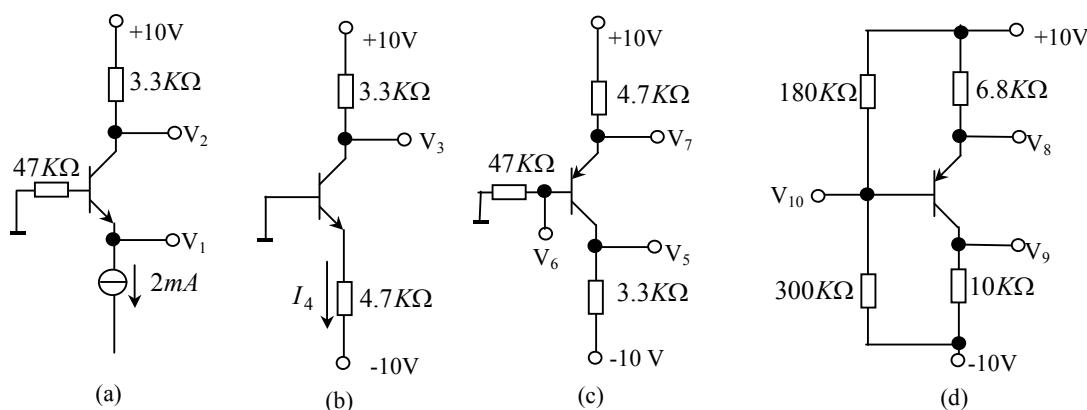 +10V
3.3KΩ
V₂
47KΩ
V₁
2mA
(a)
+10V
3.3KΩ
V₃
I₄
4.7KΩ
-10V
(b)
+10V
4.7KΩ
V₇
47KΩ
V₆
V₅
3.3KΩ
-10 V
(c)
+10V
180KΩ
6.8KΩ
V₈
V₁₀
V₉
300KΩ
10KΩ
-10V
(d)